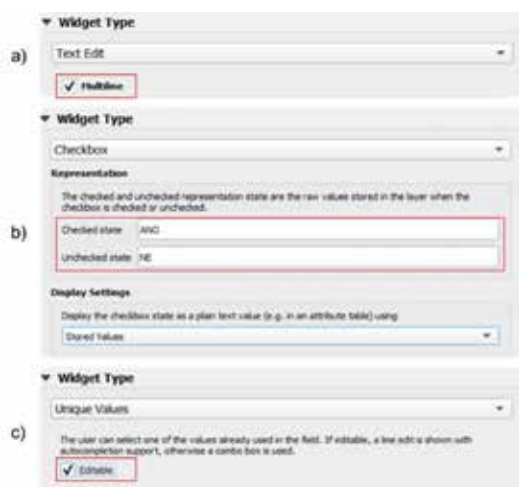 ▼ Widget Type
a)
Text Edit
✓ Multiline
▼ Widget Type
Checkbox
Representation
The checked and unchecked representation state are the raw values stored in the layer when the
checkbox is checked or unchecked.
b)
Checked state ANO
Unchecked state NE
Display Settings
Display the checkbox state as a plain text value (e.g. in an attribute table) using
Stored Values
▼ Widget Type
Unique Values
c)
The user can select one of the values already used in the field. If editable, a line edit is shown with
autocompletion support, otherwise a combo box is used.
✓ Editable